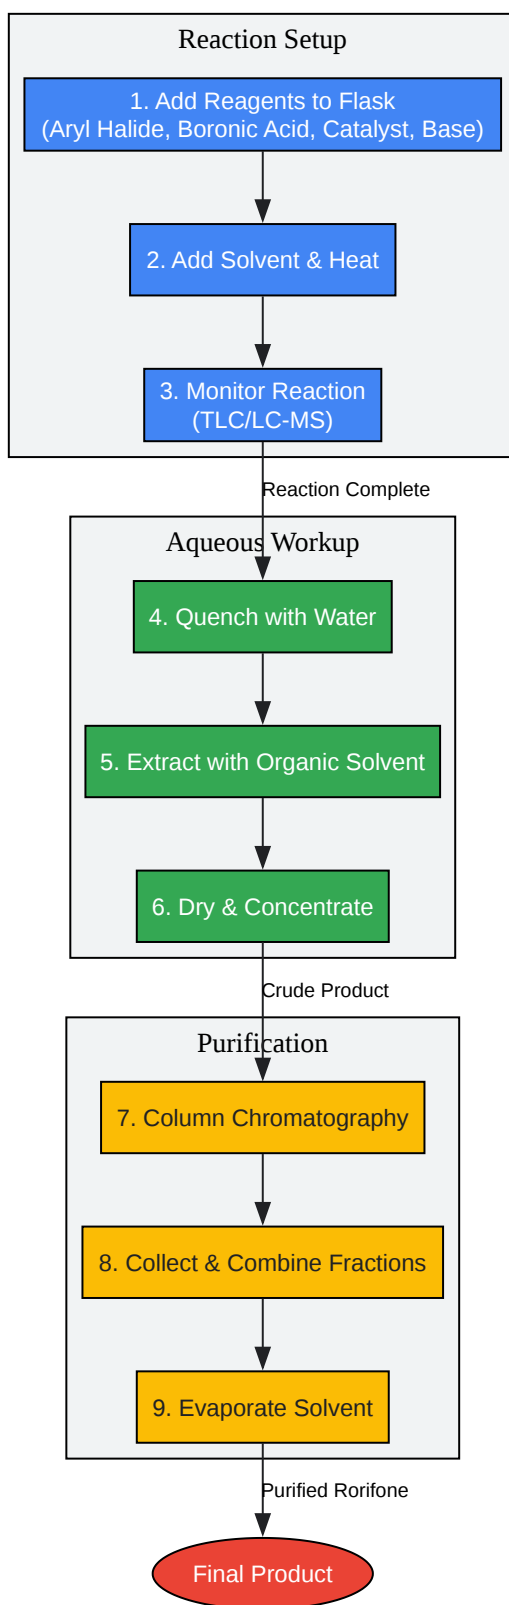 Reaction Setup
1. Add Reagents to Flask
(Aryl Halide, Boronic Acid, Catalyst, Base)
2. Add Solvent & Heat
3. Monitor Reaction
(TLC/LC-MS)
Reaction Complete
Aqueous Workup
4. Quench with Water
5. Extract with Organic Solvent
6. Dry & Concentrate
Crude Product
Purification
7. Column Chromatography
8. Collect & Combine Fractions
9. Evaporate Solvent
Purified Rorifone
Final Product